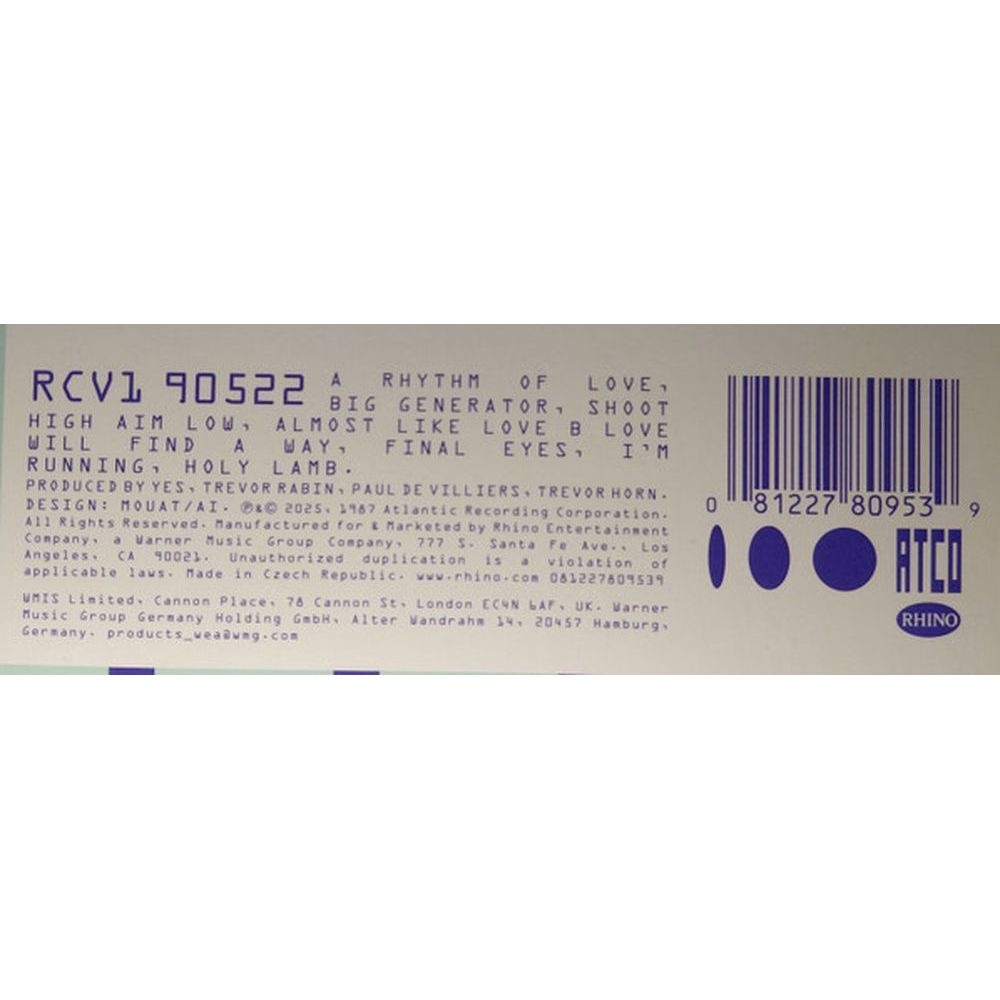 RCV1 90522 A RHYTHM OF LOVE,
BIG GENERATOR, SHOOT
HIGH AIM LOW, ALMOST LIKE LOVE B LOVE
WILL FIND A WAY, FINAL EYES, I'M
RUNNING, HOLY LAMB.
PRODUCED BY YES, TREVOR RABIN, PAUL DE VILLIERS, TREVOR HORN.
DESIGN: MOUAT/AI. ℗&© 2025, 1987 Atlantic Recording Corporation.
All Rights Reserved. Manufactured for & Marketed by Rhino Entertainment
Company, a Warner Music Group Company, 777 S. Santa Fe Ave., Los
Angeles, CA 90021. Unauthorized duplication is a violation of
applicable laws. Made in Czech Republic. www.rhino.com 081227809539
WMIS Limited, Cannon Place, 78 Cannon St, London EC4N 6AF, UK. Warner
Music Group Germany Holding GmbH, Alter Wandrahm 14, 20457 Hamburg,
Germany. products_wea@wmg.com
0 81227 80953 9
ATCO
RHINO